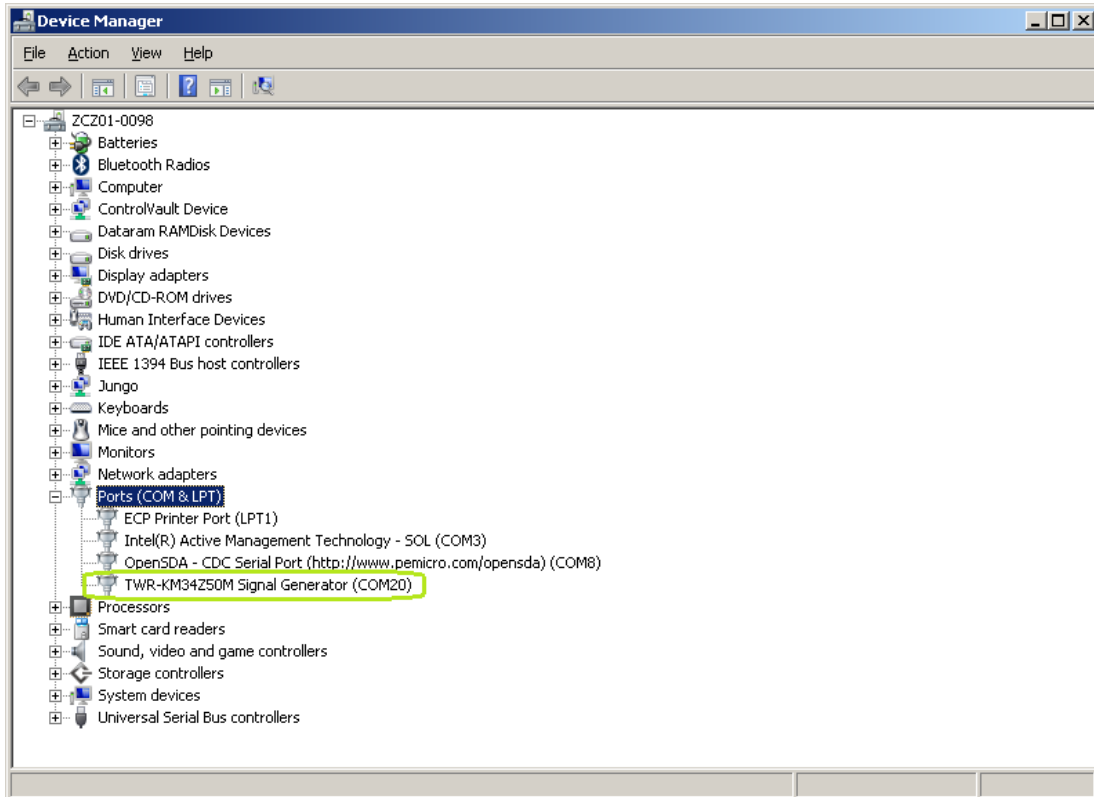 Device Manager
File Action View Help
ZCZ01-0098
Batteries
Bluetooth Radios
Computer
ControlVault Device
Dataram RAMDisk Devices
Disk drives
Display adapters
DVD/CD-ROM drives
Human Interface Devices
IDE ATA/ATAPI controllers
IEEE 1394 Bus host controllers
Jungo
Keyboards
Mice and other pointing devices
Monitors
Network adapters
Ports (COM & LPT)
ECP Printer Port (LPT1)
Intel(R) Active Management Technology - SOL (COM3)
OpenSDA - CDC Serial Port (http://www.pemicro.com/opensda) (COM8)
TWR-KM34Z50M Signal Generator (COM20)
Processors
Smart card readers
Sound, video and game controllers
Storage controllers
System devices
Universal Serial Bus controllers